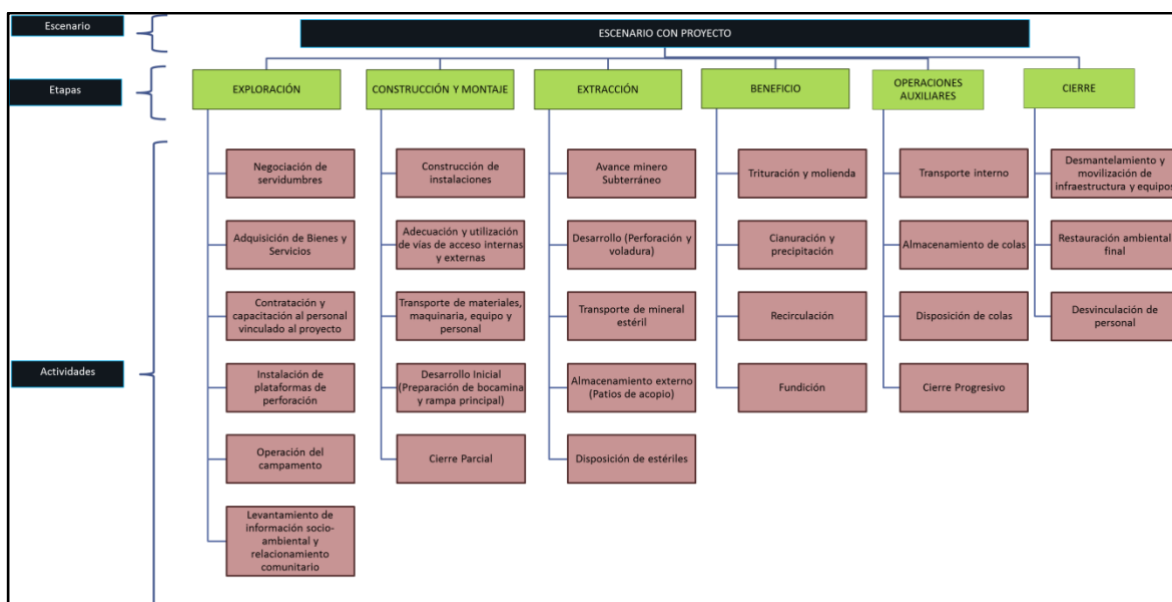 Escenario
ESCENARIO CON PROYECTO
Etapas
EXPLORACIÓN
CONSTRUCCIÓN Y MONTAJE
EXTRACCIÓN
BENEFICIO
OPERACIONES
AUXILIARES
CIERRE
Actividades
Negociación de
servidumbres
Adquisición de Bienes y
Servicios
Contratación y
capacitación al personal
vinculado al proyecto
Instalación de
plataformas de
perforación
Operación del
campamento
Levantamiento de
información socio-
ambiental y
relacionamiento
comunitario
Construcción de
instalaciones
Adecuación y utilización
de vías de acceso internas
y externas
Transporte de materiales,
maquinaria, equipo y
personal
Desarrollo Inicial
(Preparación de bocamina
y rampa principal)
Cierre Parcial
Avance minero
Subterráneo
Desarrollo (Perforación y
voladura)
Transporte de mineral
estéril
Almacenamiento externo
(Patios de acopio)
Disposición de estériles
Trituración y molienda
Cianuración y
precipitación
Recirculación
Fundición
Transporte interno
Almacenamiento de colas
Disposición de colas
Cierre Progresivo
Desmantelamiento y
movilización de
infraestructura y equipos
Restauración ambiental
final
Desvinculación de
personal